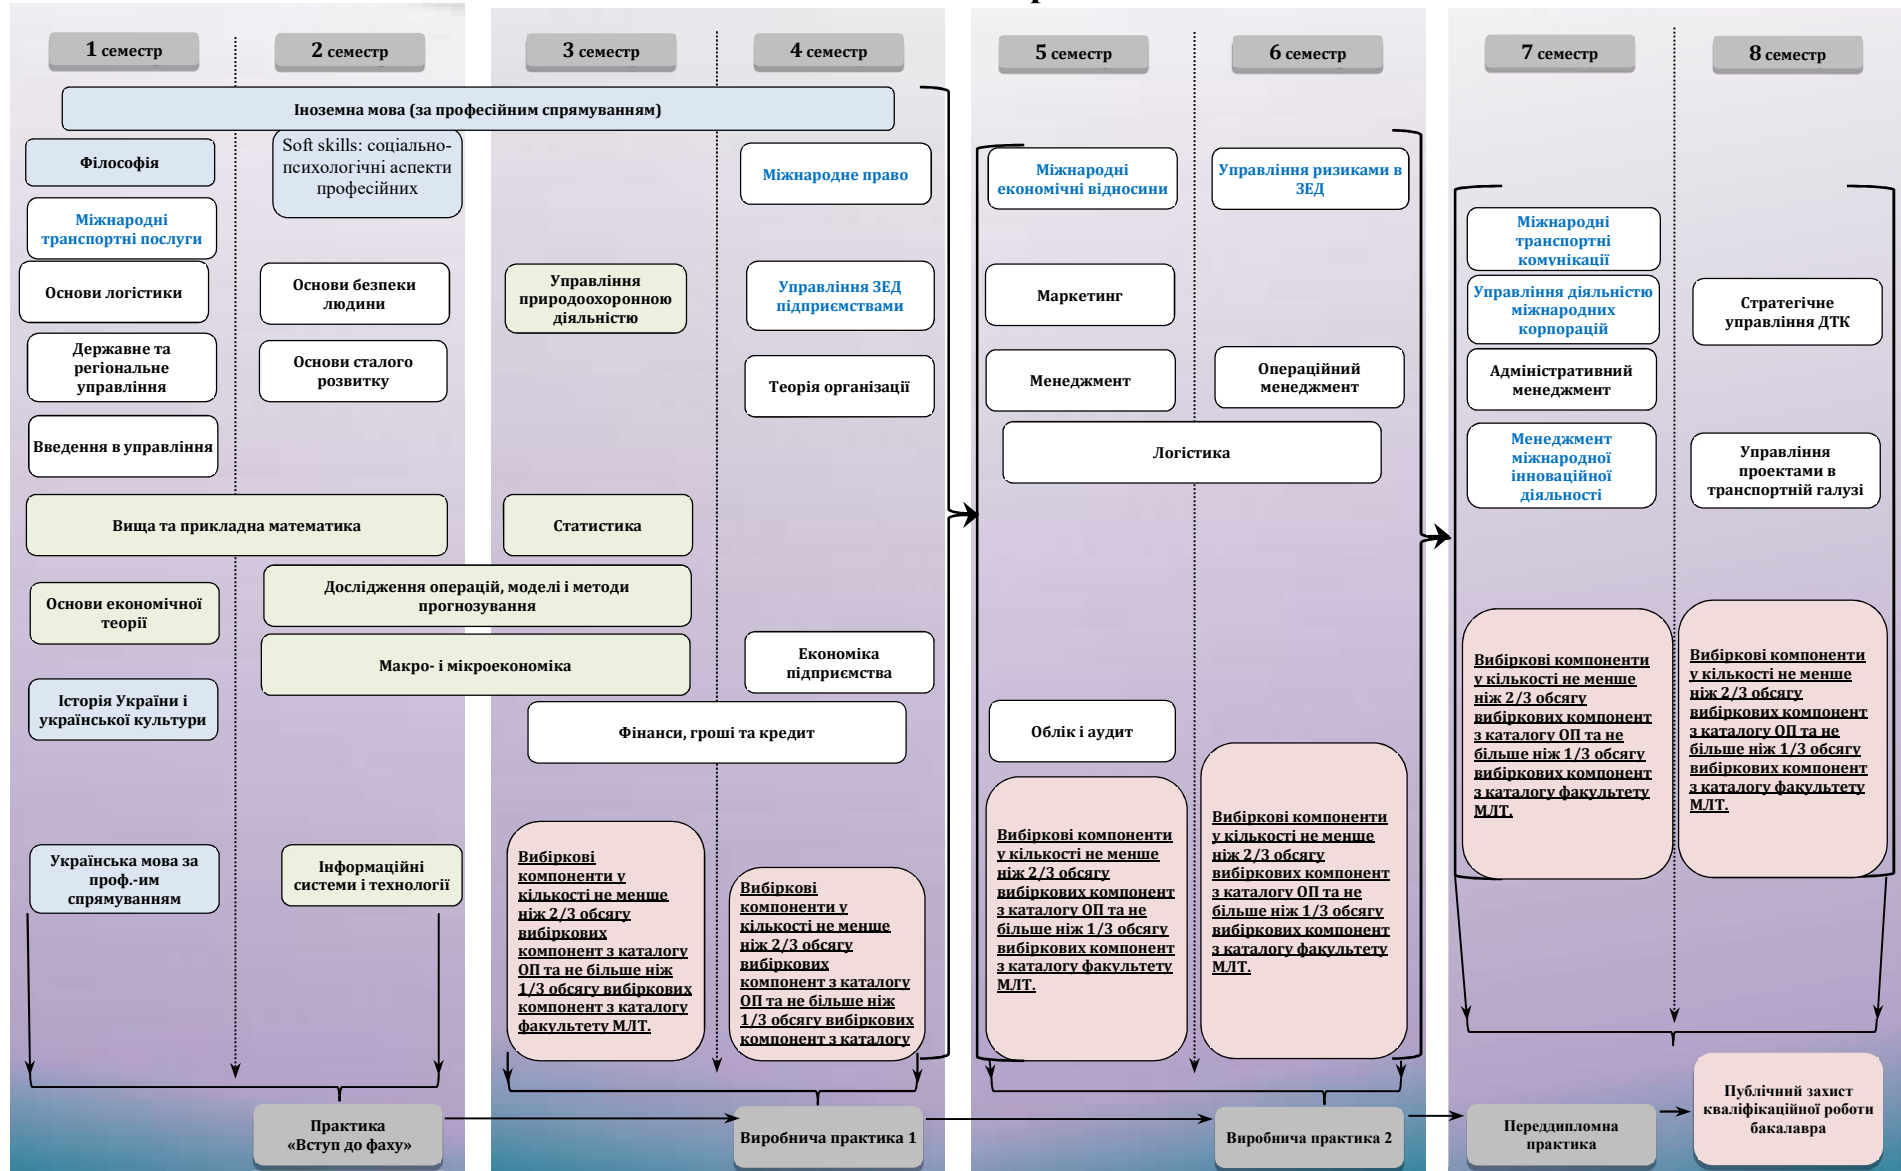 1 семестр
2 семестр
3 семестр
4 семестр
5 семестр
6 семестр
7 семестр
8 семестр
Іноземна мова (за професійним спрямуванням)
Філософія
Міжнародні
транспортні послуги
Основи логістики
Державне та
регіональне
управління
Введення в управління
Вища та прикладна математика
Основи економічної
теорії
Історія України і
української культури
Українська мова за
проф.-им
спрямуванням
Soft skills: соціально-
психологічні аспекти
професійних
Основи безпеки
людини
Основи сталого
розвитку
Дослідження операцій, моделі і методи
прогнозування
Макро- і мікроекономіка
Інформаційні
системи і технології
Практика
«Вступ до фаху»
Управління
природоохоронною
діяльністю
Статистика
Фінанси, гроші та кредит
Вибіркові
компоненти у
кількості не менше
ніж 2/3 обсягу
вибіркових
компонент з каталогу
ОП та не більше ніж
1/3 обсягу вибіркових
компонент з каталогу
факультету МЛТ.
Міжнародне право
Управління ЗЕД
підприємствами
Теорія організації
Економіка
підприємства
Вибіркові
компоненти у
кількості не менше
ніж 2/3 обсягу
вибіркових
компонент з каталогу
ОП та не більше ніж
1/3 обсягу вибіркових
компонент з каталогу
Виробнича практика 1
Міжнародні
економічні відносини
Маркетинг
Менеджмент
Логістика
Облік і аудит
Вибіркові компоненти
у кількості не менше
ніж 2/3 обсягу
вибіркових компонент
з каталогу ОП та не
більше ніж 1/3 обсягу
вибіркових компонент
з каталогу факультету
МЛТ.
Управління ризиками в
ЗЕД
Операційний
менеджмент
Вибіркові компоненти
у кількості не менше
ніж 2/3 обсягу
вибіркових компонент
з каталогу ОП та не
більше ніж 1/3 обсягу
вибіркових компонент
з каталогу факультету
МЛТ.
Виробнича практика 2
Міжнародні
транспортні
комунікації
Управління діяльністю
міжнародних
корпорацій
Адміністративний
менеджмент
Менеджмент
міжнародної
інноваційної
діяльності
Вибіркові компоненти
у кількості не менше
ніж 2/3 обсягу
вибіркових компонент
з каталогу ОП та не
більше ніж 1/3 обсягу
вибіркових компонент
з каталогу факультету
МЛТ.
Переддипломна
практика
Стратегічне
управління ДТК
Управління
проектами в
транспортній галузі
Вибіркові компоненти
у кількості не менше
ніж 2/3 обсягу
вибіркових компонент
з каталогу ОП та не
більше ніж 1/3 обсягу
вибіркових компонент
з каталогу факультету
МЛТ.
Публічний захист
кваліфікаційної роботи
бакалавра